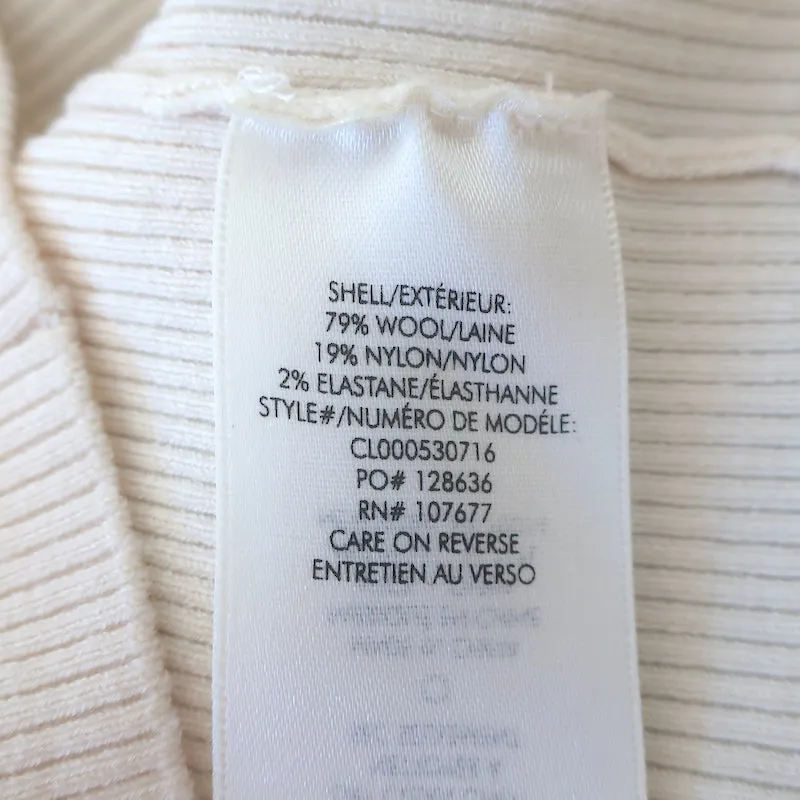 SHELL/EXTÉRIEUR:
79% WOOL/LAINE
19% NYLON/NYLON
2% ELASTANE/ÉLASTHANNE
STYLE#/NUMÉRO DE MODÉLE:
CL000530716
PO# 128636
RN# 107677
CARE ON REVERSE
ENTRETIEN AU VERSO